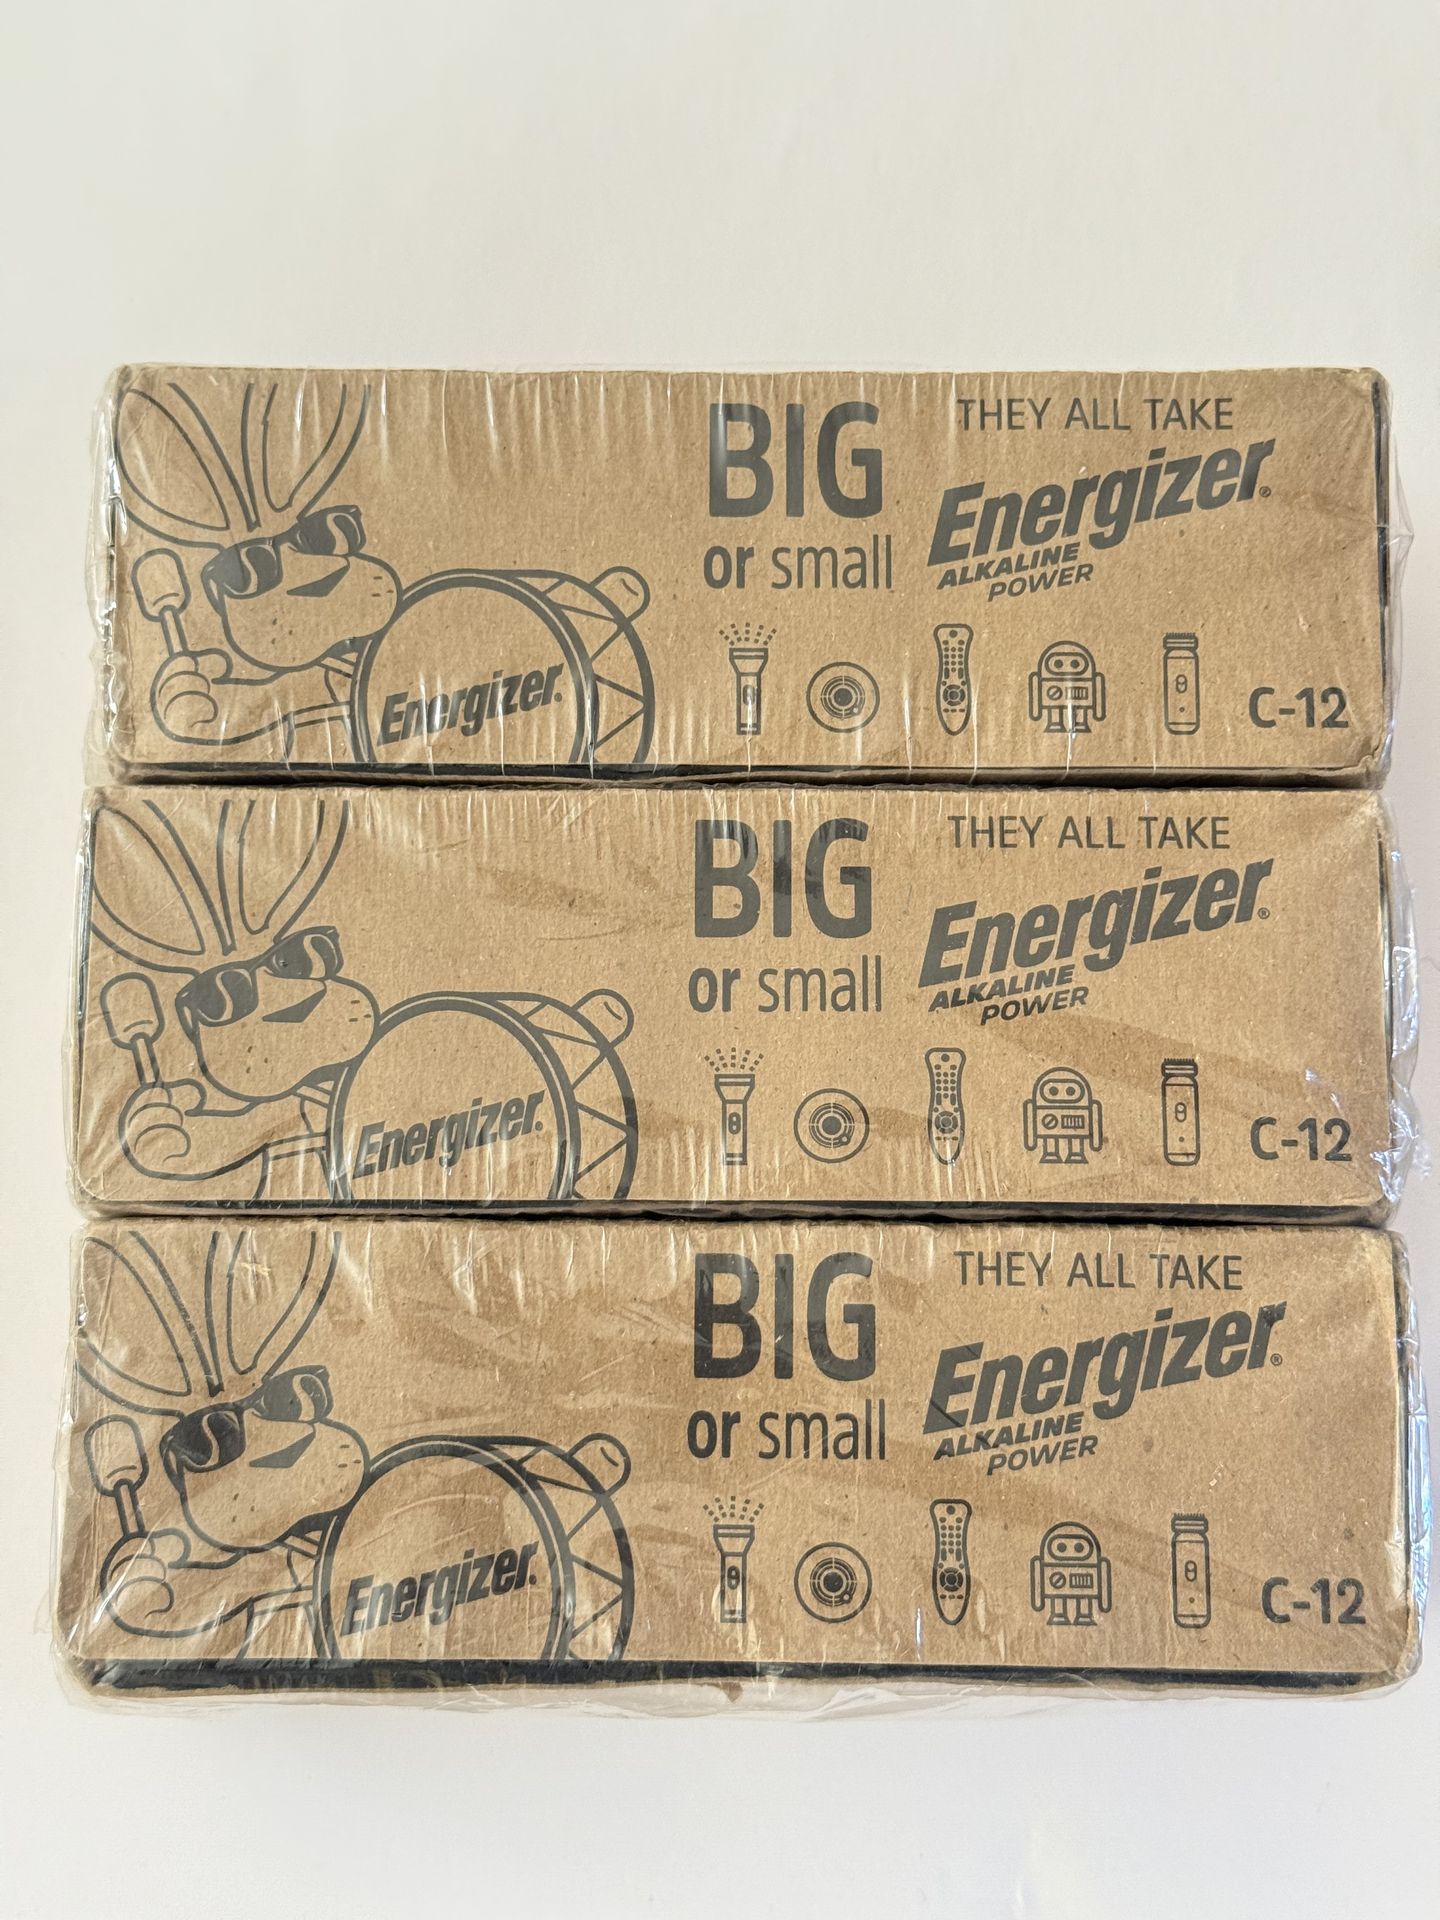 BIG
or small
THEY ALL TAKE
Energizer®
ALKALINE
POWER
Energizer.
C-12
BIG
or small
THEY ALL TAKE
Energizer®
ALKALINE
POWER
Energizer.
C-12
BIG
or small
THEY ALL TAKE
Energizer®
ALKALINE
POWER
Energizer.
C-12